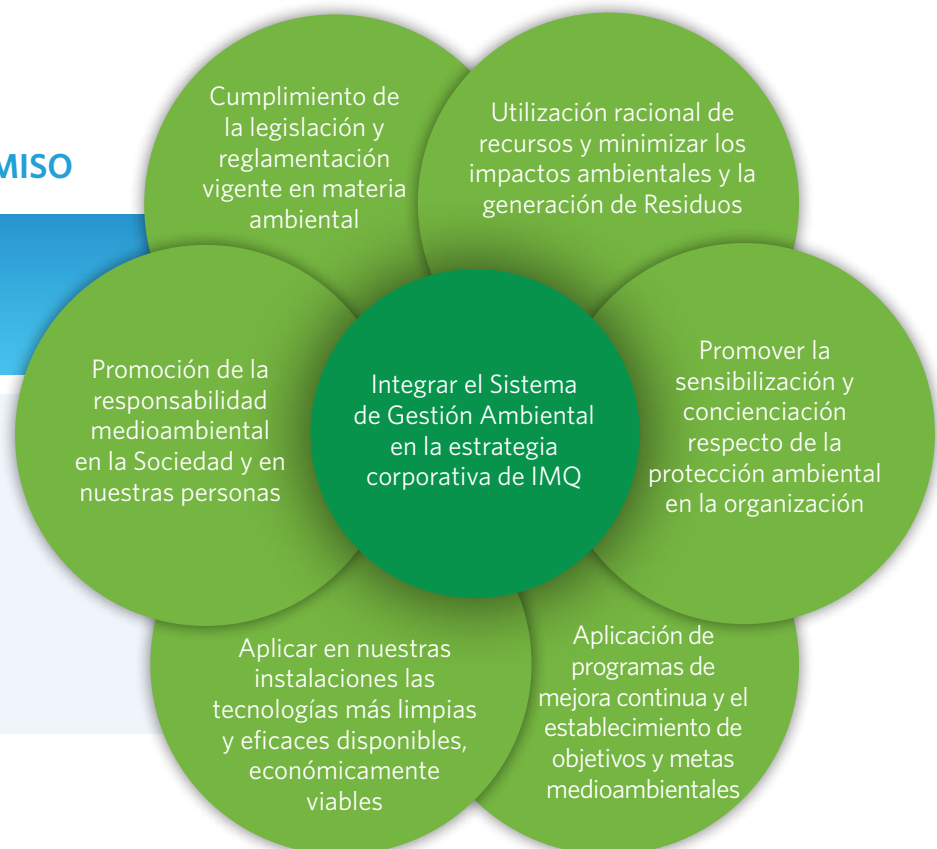 MISO
Cumplimiento de
la legislación y
reglamentación
vigente en materia
ambiental
Utilización racional de
recursos y minimizar los
impactos ambientales y la
generación de Residuos
Promoción de la
responsabilidad
medioambiental
en la Sociedad y en
nuestras personas
Integrar el Sistema
de Gestión Ambiental
en la estrategia
corporativa de IMQ
Promover la
sensibilización y
concienciación
respecto de la
protección ambiental
en la organización
Aplicar en nuestras
instalaciones las
tecnologías más limpias
y eficaces disponibles,
económicamente
viables
Aplicación de
programas de
mejora continua y el
establecimiento de
objetivos y metas
medioambientales